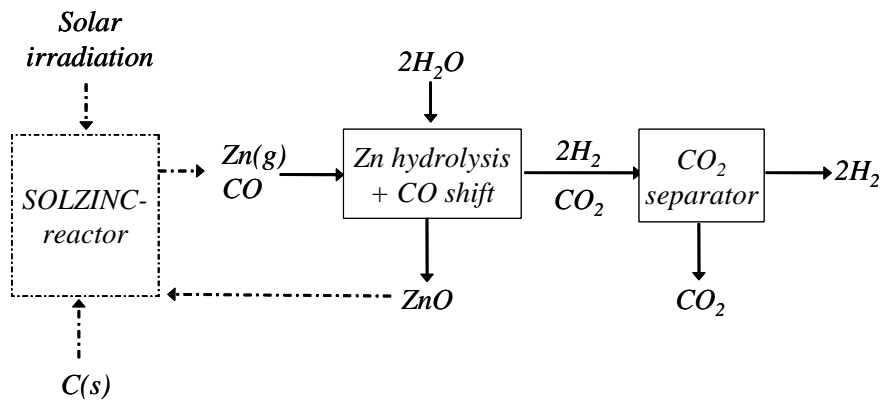 Solar
irradiation
2H₂O
Zn(g)
CO
Zn hydrolysis
+ CO shift
2H₂
CO₂
CO₂
separator
2H₂
SOLZINC-
reactor
ZnO
CO₂
C(s)